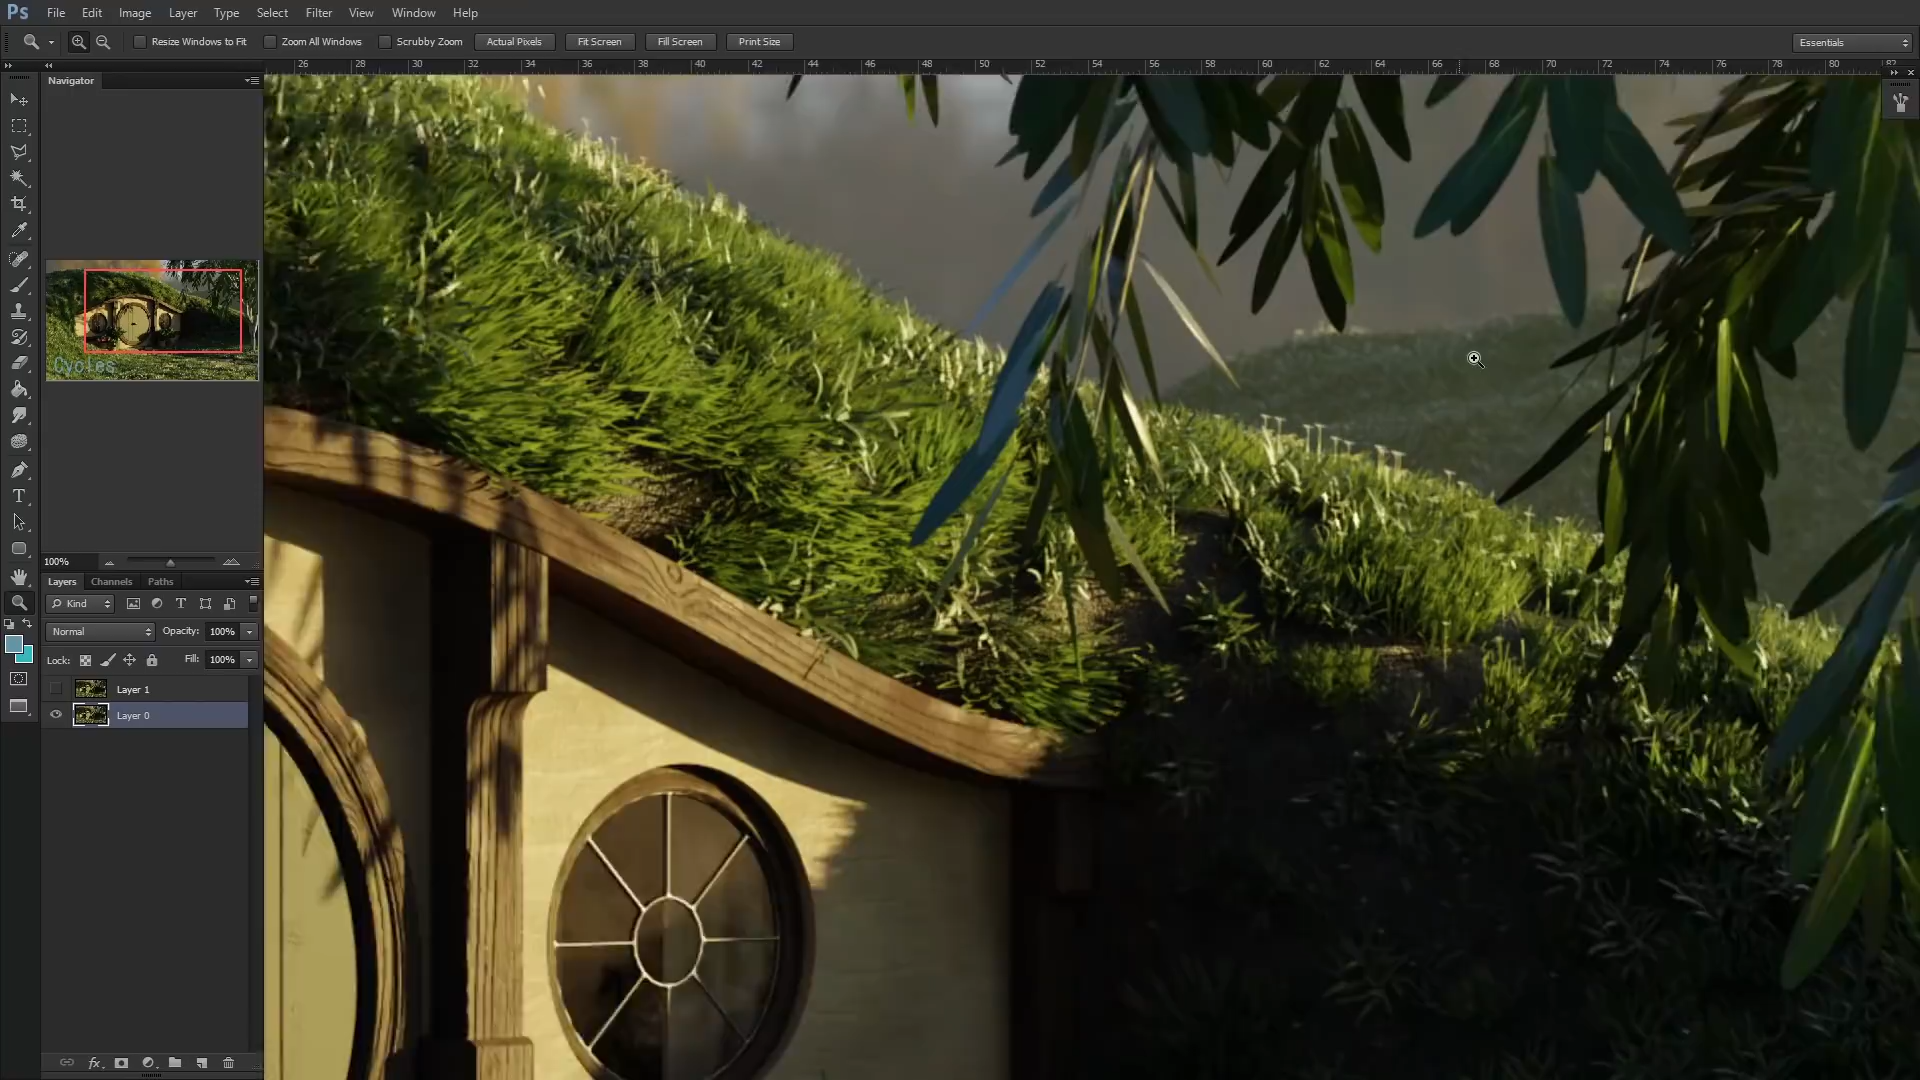 Ps File Edit Image Layer Type Select Filter View Window Help
Resize Windows to Fit Zoom All Windows Scrubby Zoom Actual Pixels Fit Screen Fill Screen Print Size Essentials
26 28 30 32 34 36 38 40 42 44 46 48 50 52 54 56 58 60 62 64 66 68 70 72 74 76 78 80 82
Navigator
Cycles
100%
Layers Channels Paths
Kind
Normal Opacity: 100%
Lock: Fill: 100%
Layer 1
Layer 0
fx